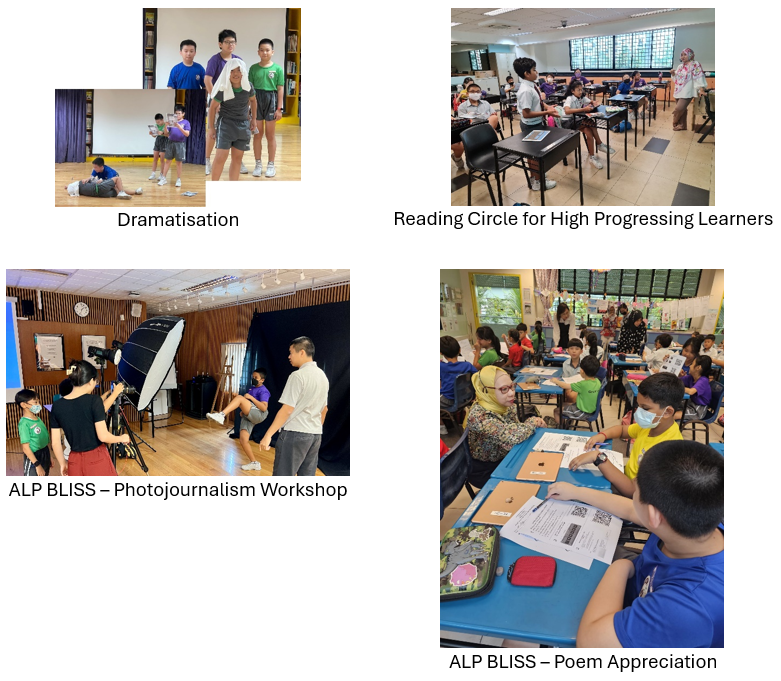 Dramatisation
Reading Circle for High Progressing Learners
ALP BLISS – Photojournalism Workshop
ALP BLISS – Poem Appreciation